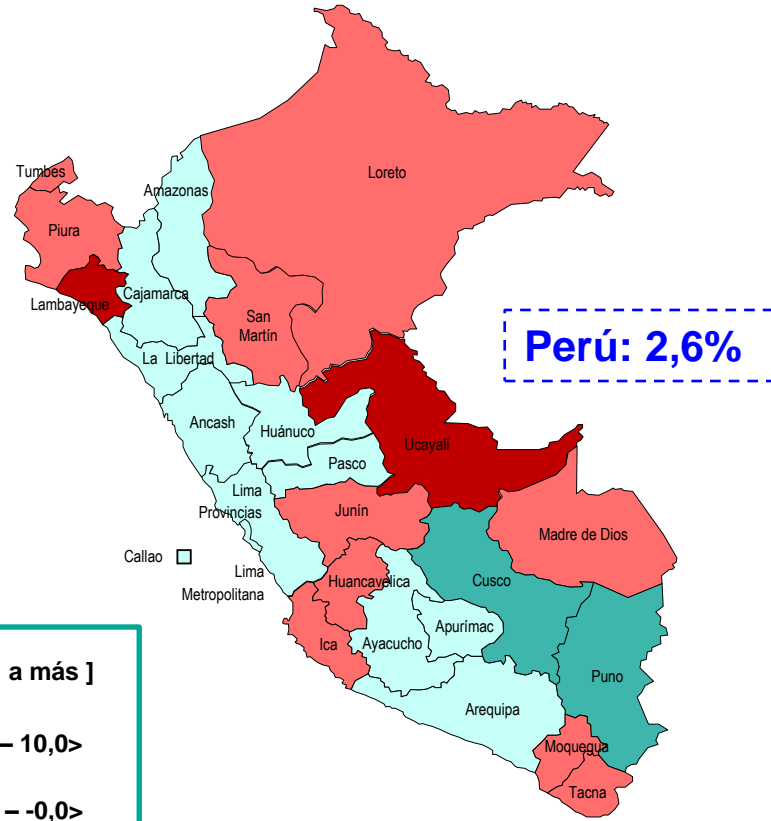 Loreto
Tumbes
Amazonas
Piura
Cajamarca
Lambayeque
San
Martín
Perú: 2,6%
La Libertad
Ancash
Huánuco
Ucayali
Pasco
Lima
Provincias
Junín
Madre de Dios
Callao
Lima
Metropolitana
Huancavelica
Cusco
Ica
Ayacucho
Apurímac
Puno
Arequipa
Moquegua
Tacna
a más ]
– 10,0>
– -0,0>